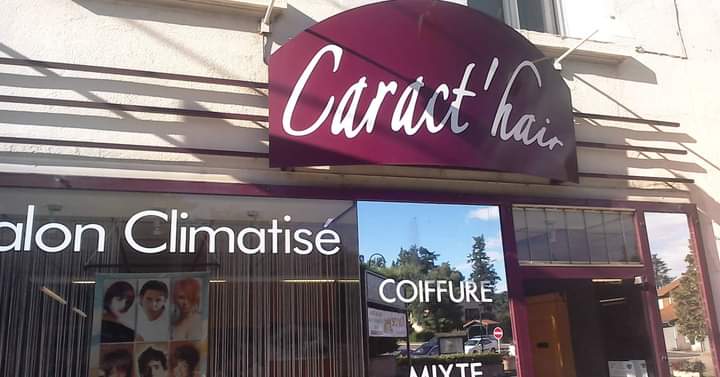 Caract'hair
alon Climatisé
COIFFURE
MIXTE